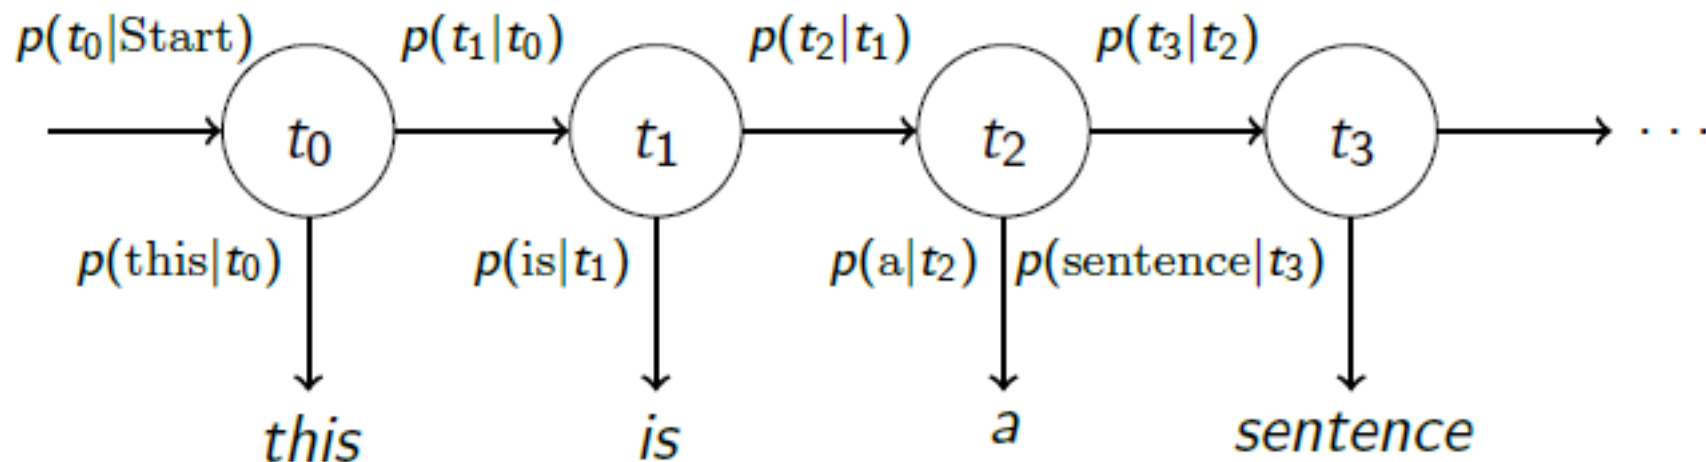 p(t₀|Start) p(t₁|t₀) p(t₂|t₁) p(t₃|t₂)
t₀ t₁ t₂ t₃ ...
p(this|t₀) p(is|t₁) p(a|t₂) p(sentence|t₃)
this is a sentence